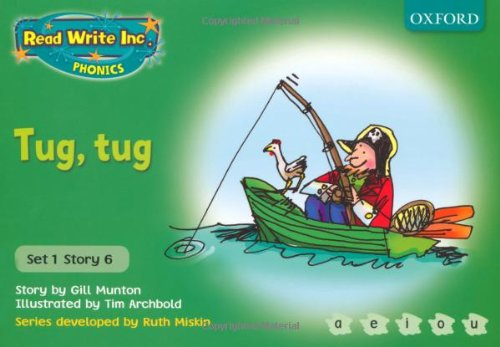 Read Write Inc.
PHONICS
OXFORD
Tug, tug
Set 1 Story 6
Story by Gill Munton
Illustrated by Tim Archbold
Series developed by Ruth Miskin
a e i o u